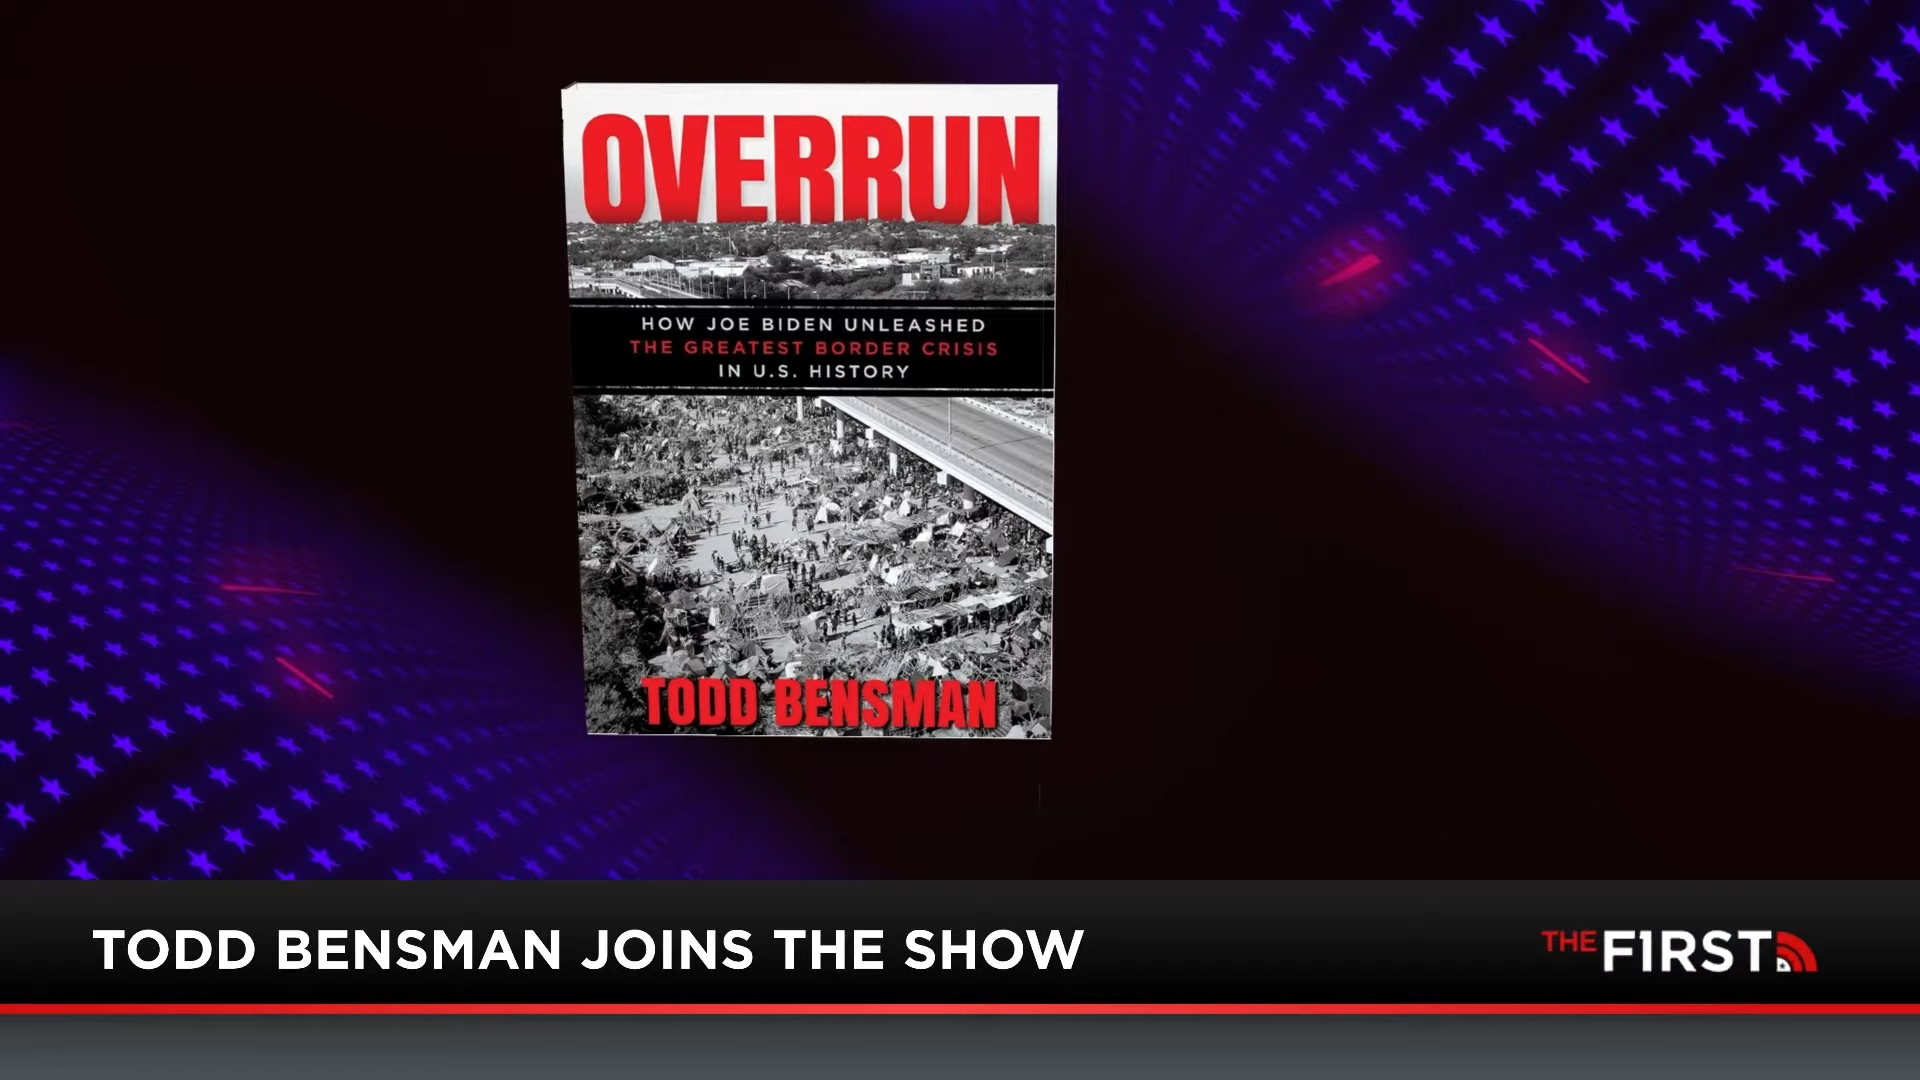 OVERRUN
HOW JOE BIDEN UNLEASHED
THE GREATEST BORDER CRISIS
IN U.S. HISTORY
TODD BENSMAN
TODD BENSMAN JOINS THE SHOW
THE FIRST